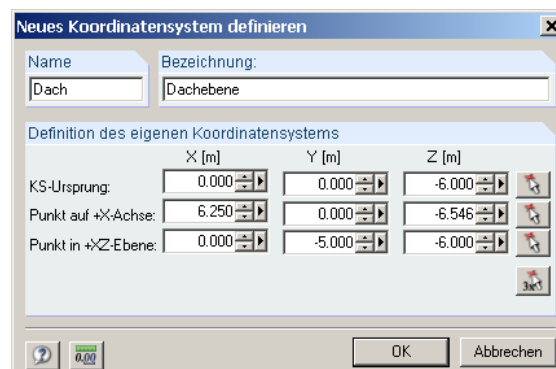 Neues Koordinatensystem definieren
Name Bezeichnung:
Dach Dachebene
Definition des eigenen Koordinatensystems
X [m] Y [m] Z [m]
KS-Ursprung: 0.000 0.000 -6.000
Punkt auf +X-Achse: 6.250 0.000 -6.546
Punkt in +XZ-Ebene: 0.000 -5.000 -6.000
3x
0.00 OK Abbrechen